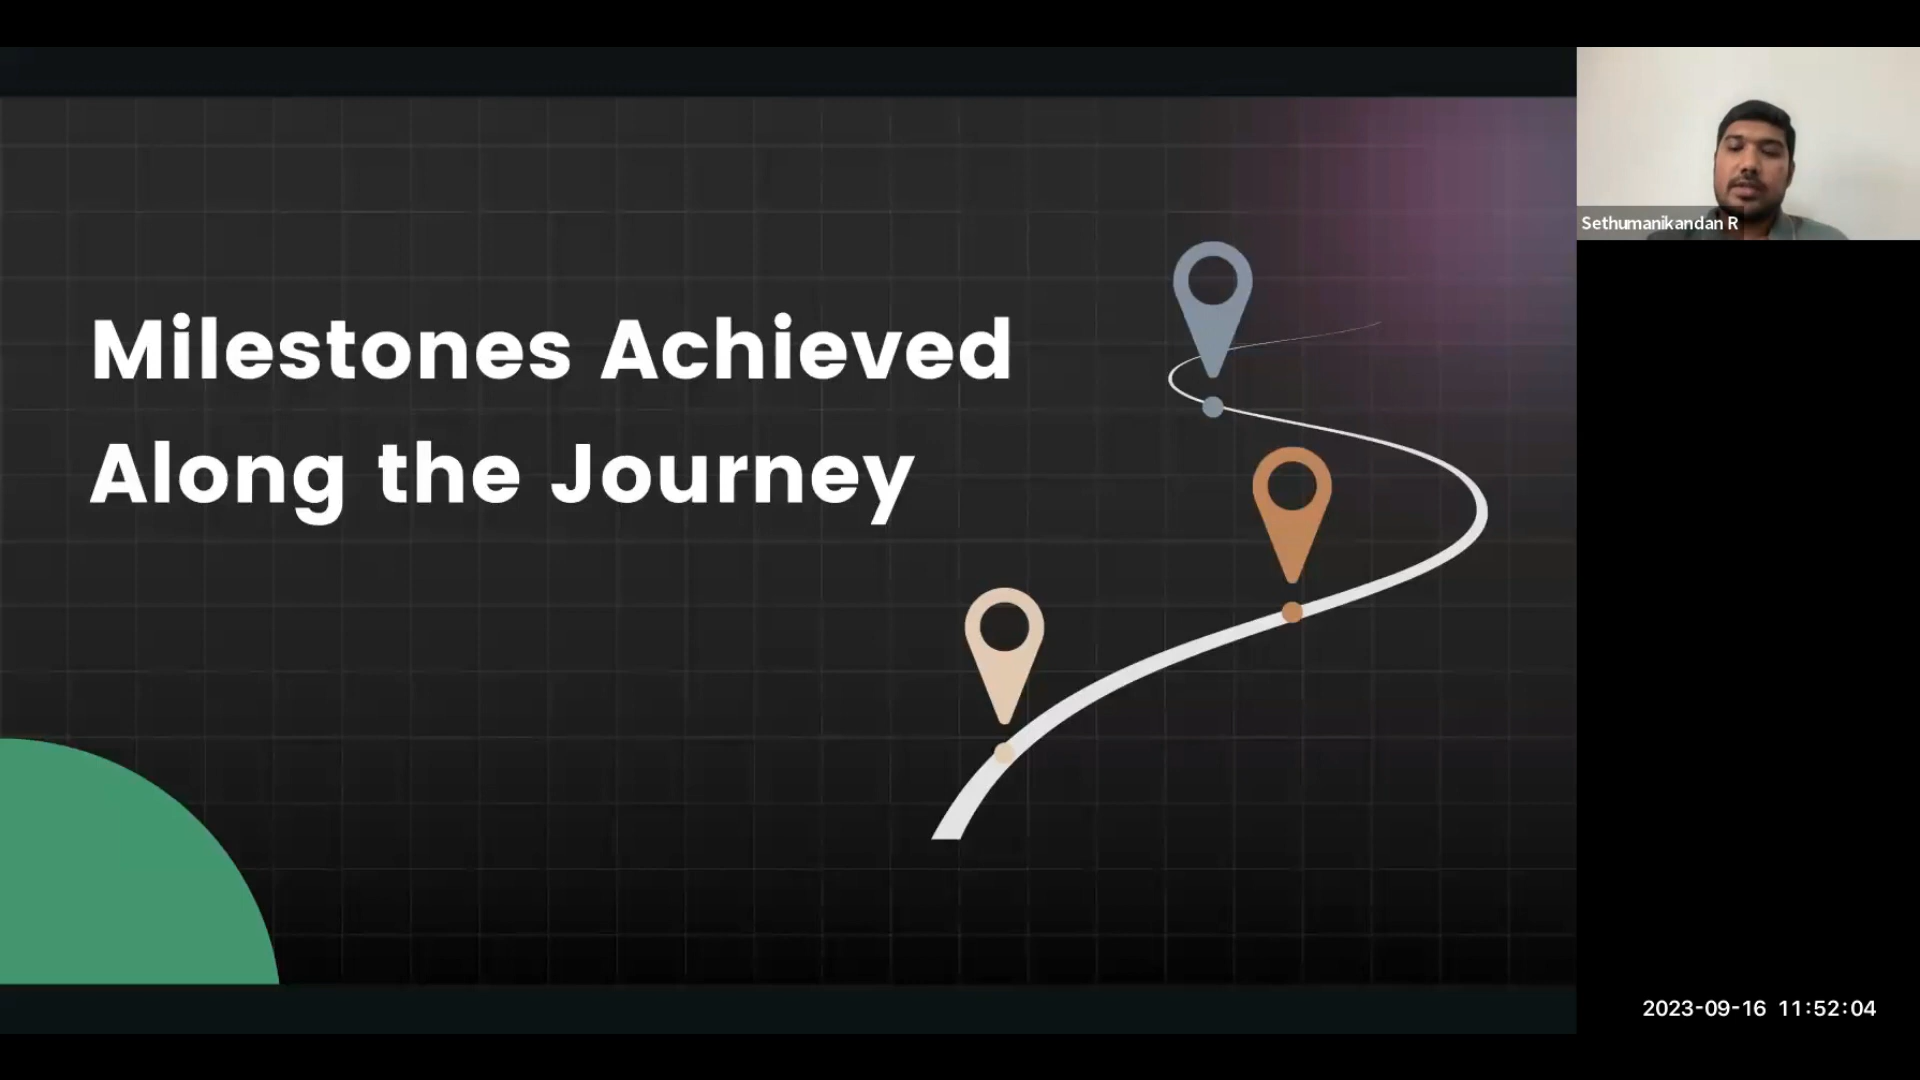 Milestones Achieved
Along the Journey
Sethumanikandan R
2023-09-16 11:52:04